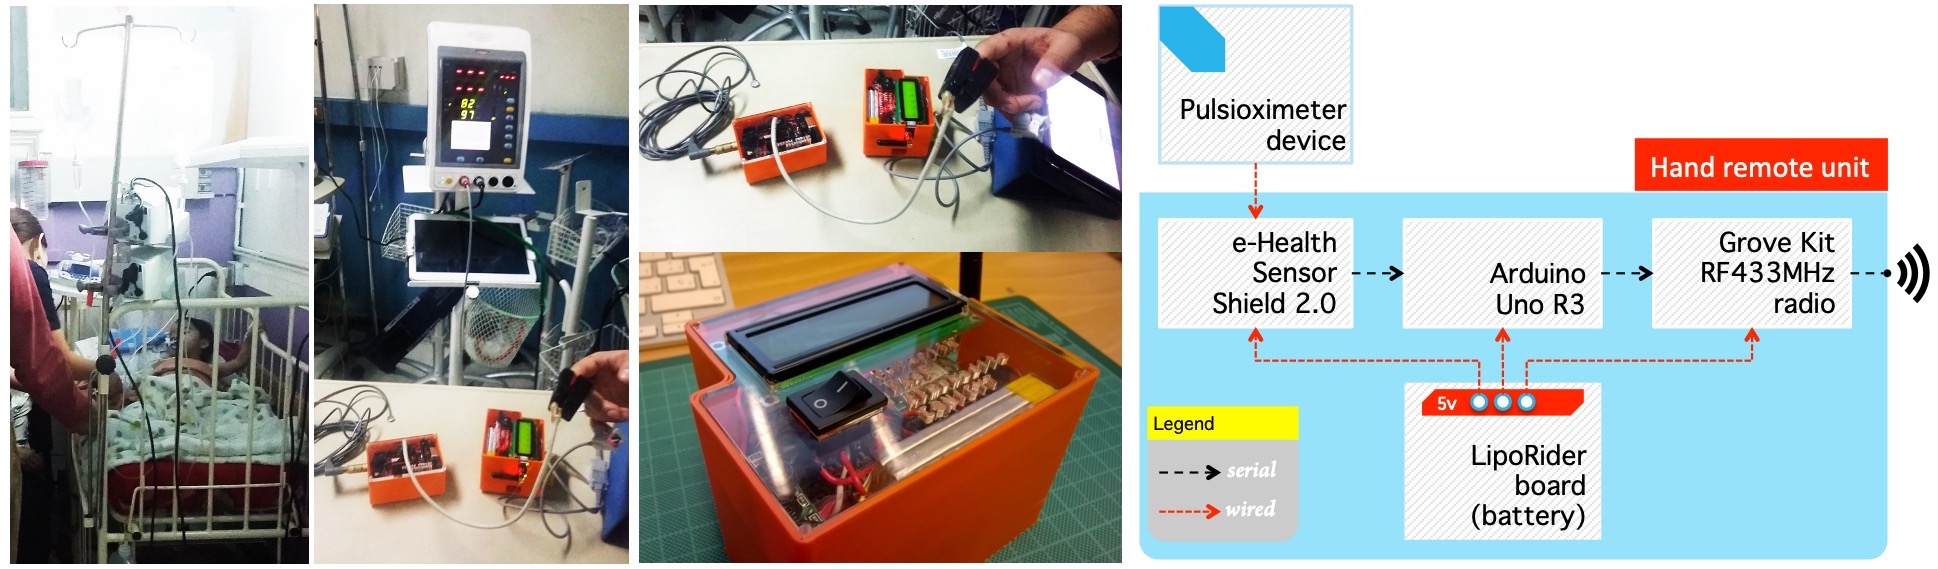 82
97
Pulsioximeter
device
Hand remote unit
e-Health
Sensor
Shield 2.0
Arduino
Uno R3
Grove Kit
RF433MHz
radio
5v
LipoRider
board
(battery)
Legend
serial
wired